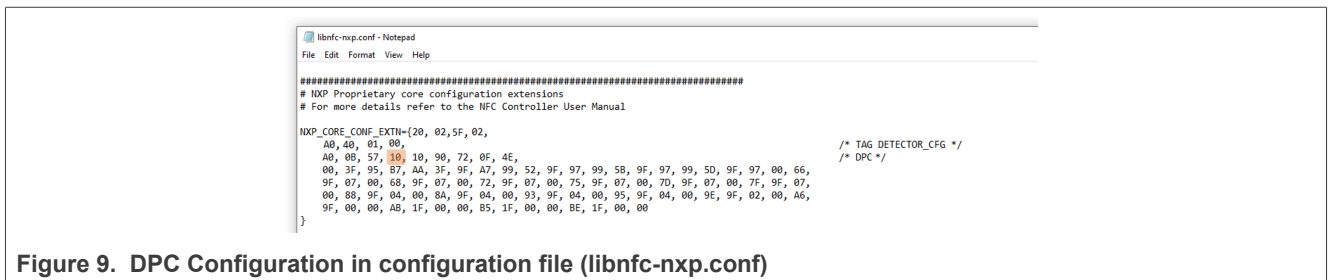 libnfc-nxp.conf - Notepad
File Edit Format View Help
################################################################################
# NXP Proprietary core configuration extensions
# For more details refer to the NFC Controller User Manual
NXP_CORE_CONF_EXTN={20, 02,5F, 02,
A0, 40, 01, 00, /* TAG DETECTOR_CFG */
A0, 0B, 57, 10, 10, 90, 72, 0F, 4E, /* DPC */
00, 3F, 95, B7, AA, 3F, 9F, A7, 99, 52, 9F, 97, 99, 5B, 9F, 97, 99, 5D, 9F, 97, 00, 66,
9F, 07, 00, 68, 9F, 07, 00, 72, 9F, 07, 00, 75, 9F, 07, 00, 7D, 9F, 07, 00, 7F, 9F, 07,
00, 88, 9F, 04, 00, 8A, 9F, 04, 00, 93, 9F, 04, 00, 95, 9F, 04, 00, 9E, 9F, 02, 00, A6,
9F, 00, 00, AB, 1F, 00, 00, B5, 1F, 00, 00, BE, 1F, 00, 00
}
Figure 9. DPC Configuration in configuration file (libnfc-nxp.conf)